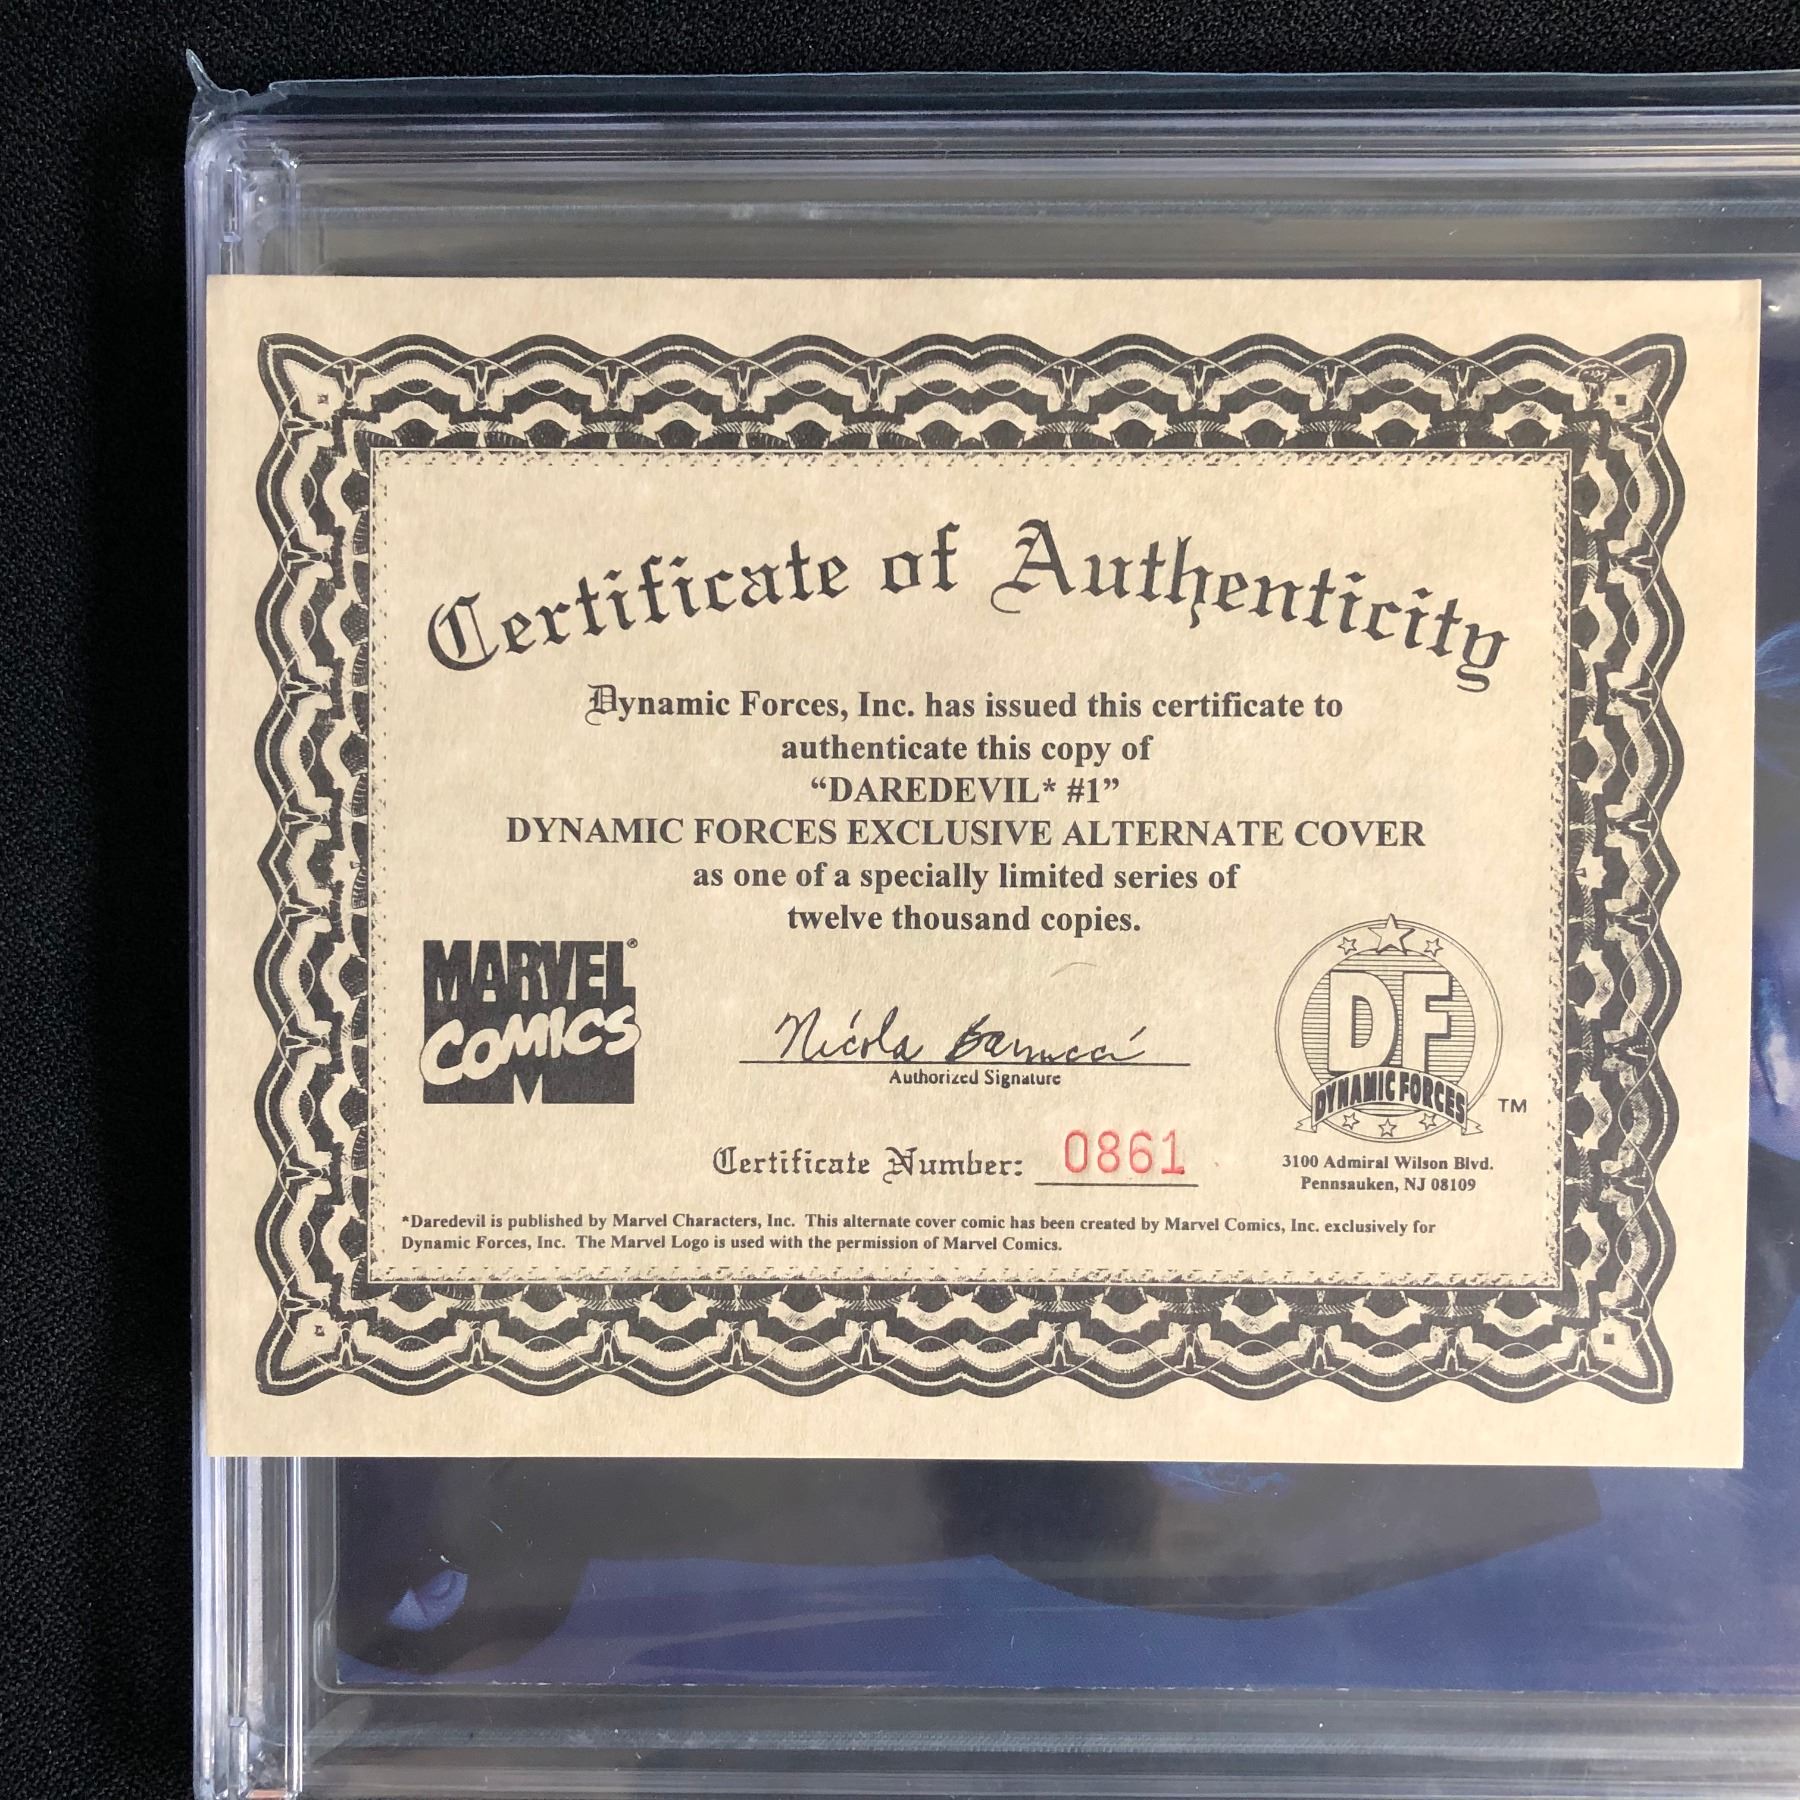 Certificate of Authenticity
Dynamic Forces, Inc. has issued this certificate to
authenticate this copy of
“DAREDEVIL* #1”
DYNAMIC FORCES EXCLUSIVE ALTERNATE COVER
as one of a specially limited series of
twelve thousand copies.
MARVEL®
COMICS
Nicola Barrucci
Authorized Signature
DF
DYNAMIC FORCES
TM
Certificate Number: 0861
3100 Admiral Wilson Blvd.
Pennsauken, NJ 08109
*Daredevil is published by Marvel Characters, Inc. This alternate cover comic has been created by Marvel Comics, Inc. exclusively for
Dynamic Forces, Inc. The Marvel Logo is used with the permission of Marvel Comics.